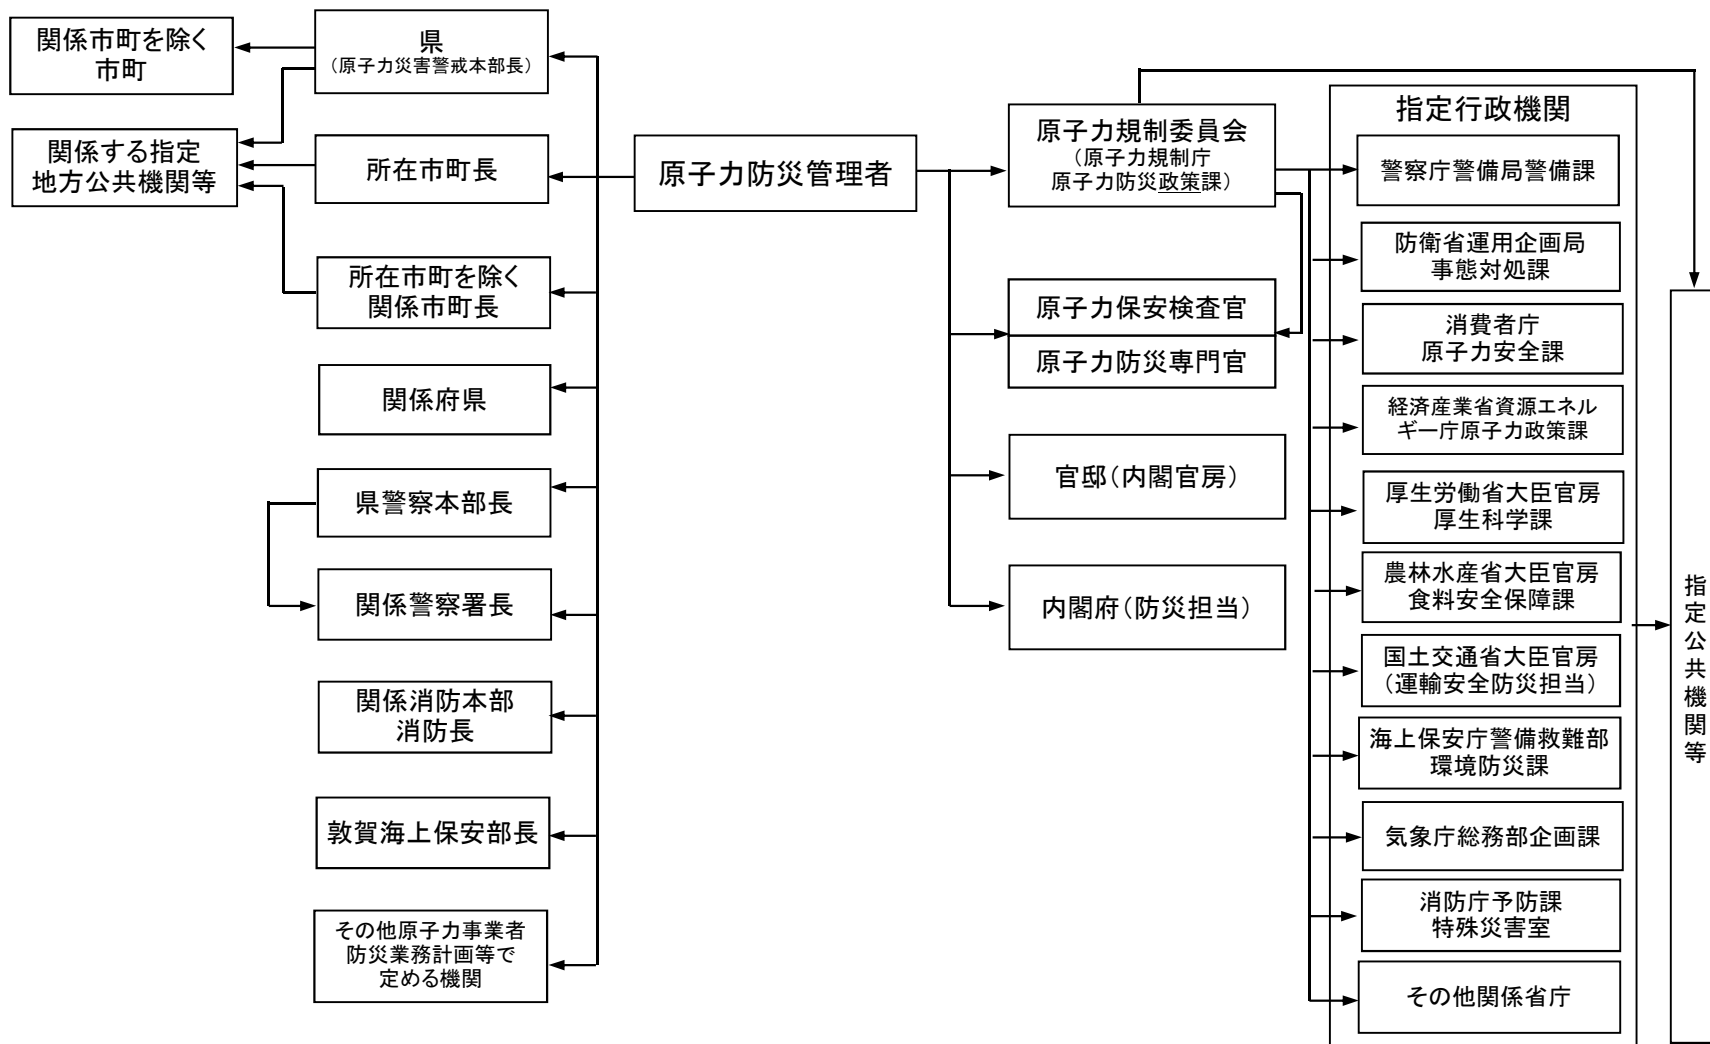 関係市町を除く
市町
関係する指定
地方公共機関等
県
（原子力災害警戒本部長）
所在市町長
所在市町を除く
関係市町長
関係府県
県警察本部長
関係警察署長
関係消防本部
消防長
敦賀海上保安部長
その他原子力事業者
防災業務計画等で
定める機関
原子力防災管理者
原子力規制委員会
（原子力規制庁
原子力防災政策課）
原子力保安検査官
原子力防災専門官
官邸（内閣官房）
内閣府（防災担当）
指定行政機関
警察庁警備局警備課
防衛省運用企画局
事態対処課
消費者庁
原子力安全課
経済産業省資源エネル
ギー庁原子力政策課
厚生労働省大臣官房
厚生科学課
農林水産省大臣官房
食料安全保障課
国土交通省大臣官房
（運輸安全防災担当）
海上保安庁警備救難部
環境防災課
気象庁総務部企画課
消防庁予防課
特殊災害室
その他関係省庁
指定公共機関等